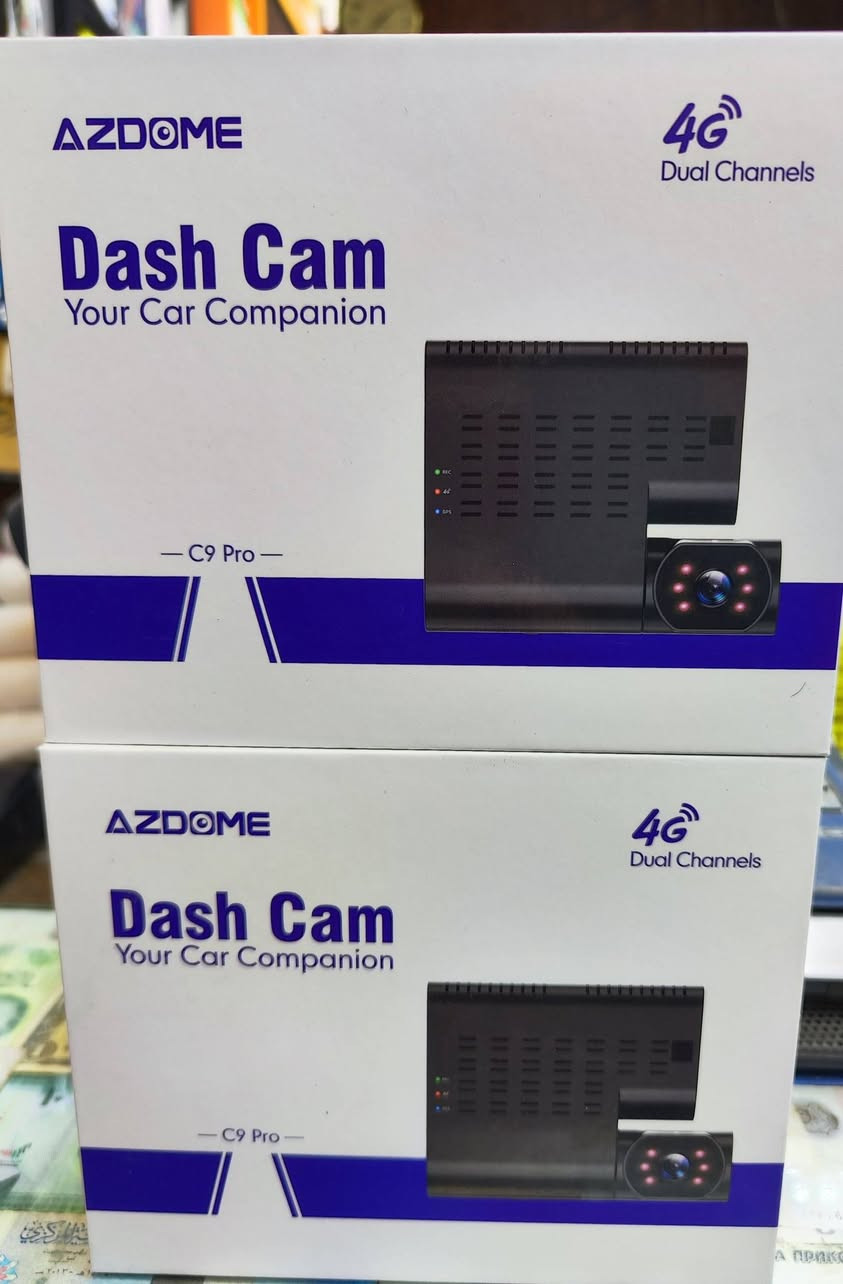 AZDOME
4G
Dual Channels
Dash Cam
Your Car Companion
REC
4G
GPS
C9 Pro
AZDOME
4G
Dual Channels
Dash Cam
Your Car Companion
C9 Pro